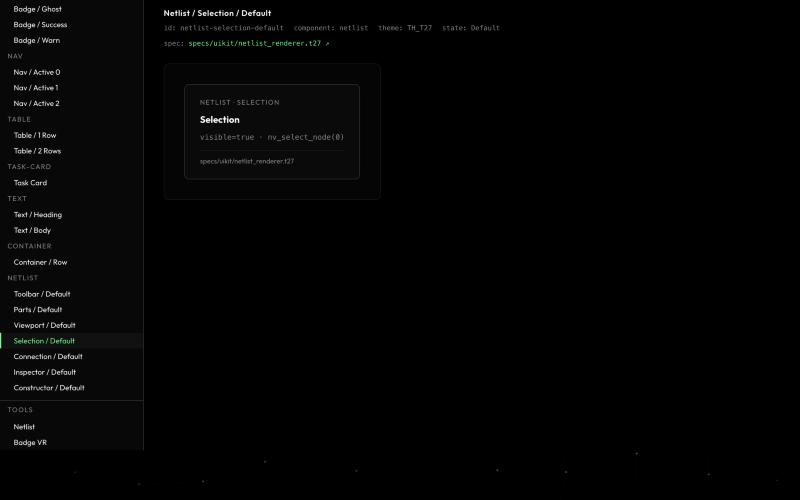 Badge / Ghost
Badge / Success
Badge / Warn
NAV
Nav / Active 0
Nav / Active 1
Nav / Active 2
TABLE
Table / 1 Row
Table / 2 Rows
TASK-CARD
Task Card
TEXT
Text / Heading
Text / Body
CONTAINER
Container / Row
NETLIST
Toolbar / Default
Parts / Default
Viewport / Default
Selection / Default
Connection / Default
Inspector / Default
Constructor / Default
TOOLS
Netlist
Badge VR
Netlist / Selection / Default
id: netlist-selection-default component: netlist theme: TH_T27 state: Default
spec: specs/uikit/netlist_renderer.t27 ↗
NETLIST · SELECTION
Selection
visible=true · nv_select_node(0)
specs/uikit/netlist_renderer.t27